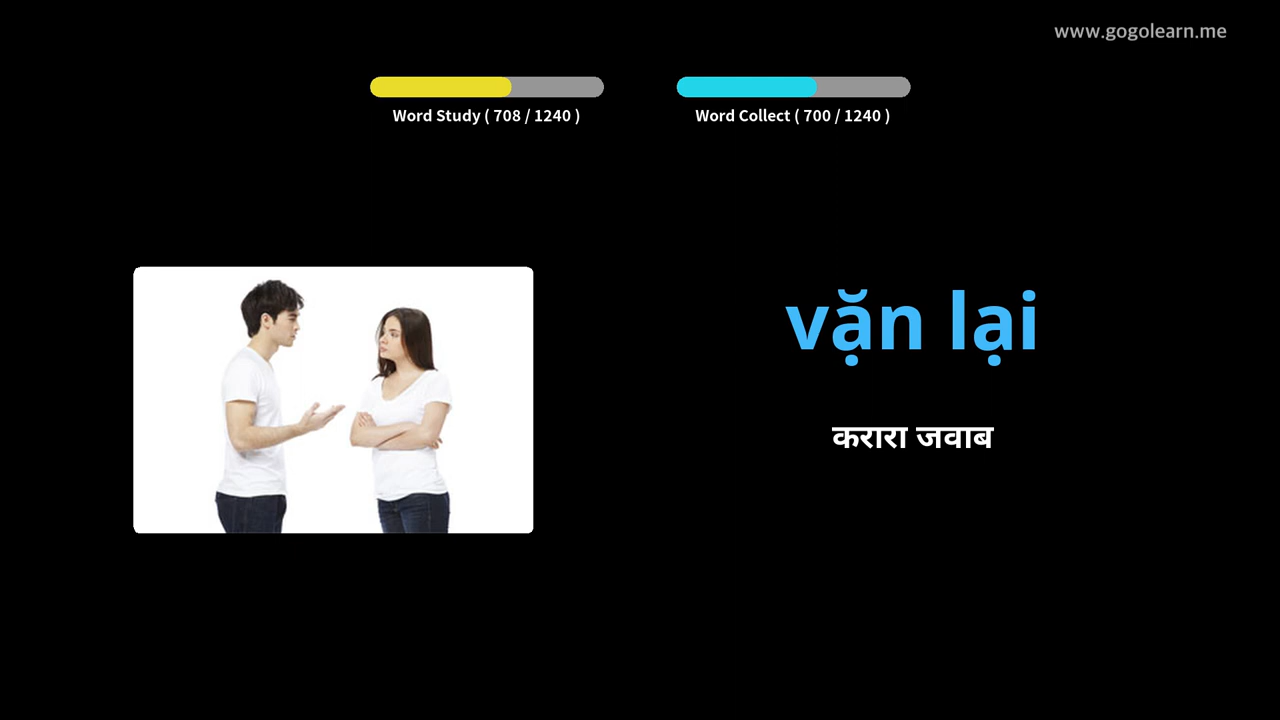 www.gogolearn.me
Word Study ( 708 / 1240 )
Word Collect ( 700 / 1240 )
vặn lại
करारा जवाब